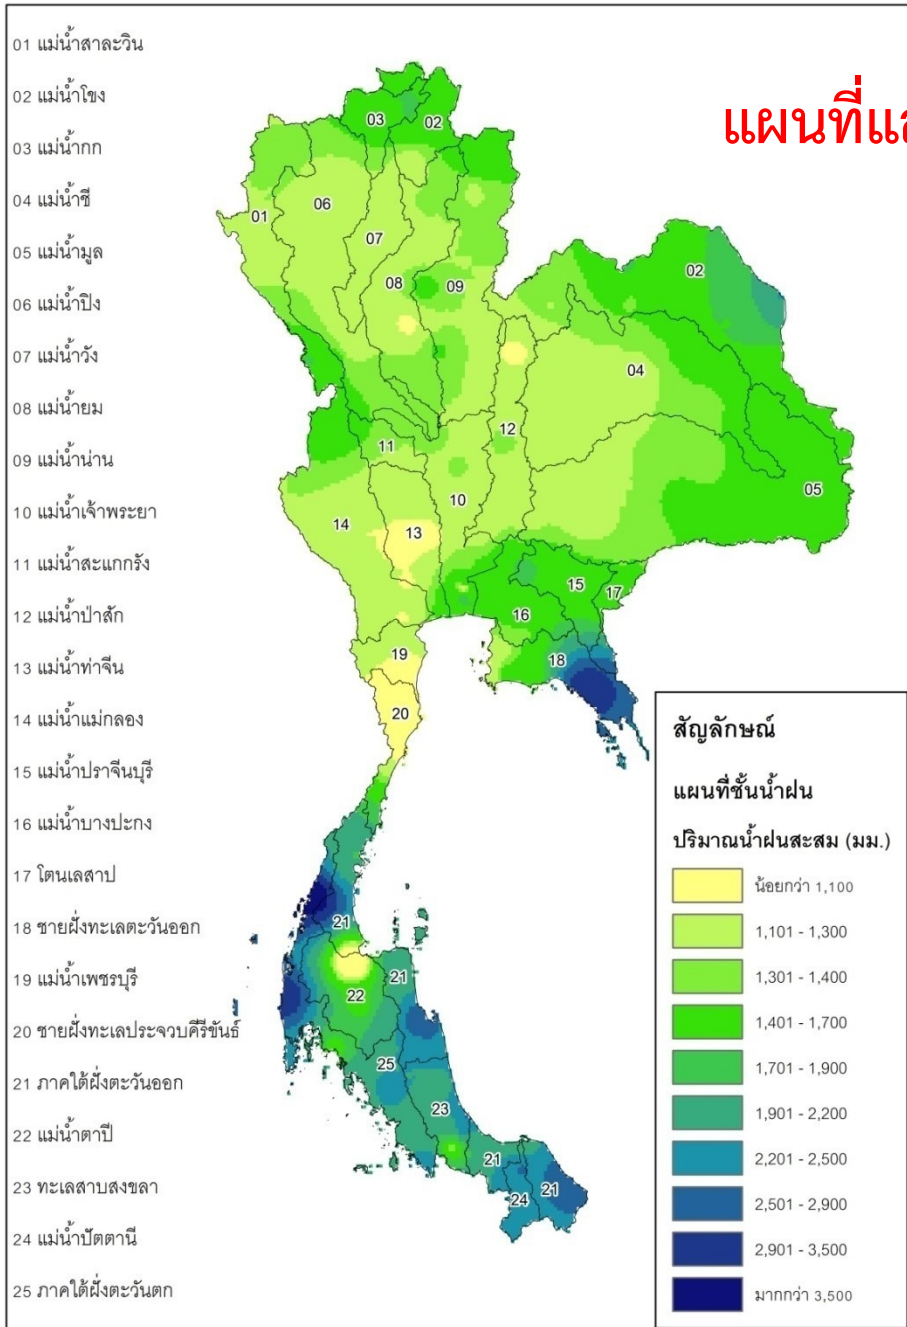 01 แม่น้ำสาละวิน
02 แม่น้ำโขง
03 แม่น้ำกก
04 แม่น้ำชี
05 แม่น้ำมูล
06 แม่น้ำปิง
07 แม่น้ำวัง
08 แม่น้ำยม
09 แม่น้ำน่าน
10 แม่น้ำเจ้าพระยา
11 แม่น้ำสะแกกรัง
12 แม่น้ำป่าสัก
13 แม่น้ำท่าจีน
14 แม่น้ำแม่กลอง
15 แม่น้ำปราจีนบุรี
16 แม่น้ำบางปะกง
17 โตนเลสาป
18 ชายฝั่งทะเลตะวันออก
19 แม่น้ำเพชรบุรี
20 ชายฝั่งทะเลประจวบคีรีขันธ์
21 ภาคใต้ฝั่งตะวันออก
22 แม่น้ำตาปี
23 ทะเลสาบสงขลา
24 แม่น้ำปัตตานี
25 ภาคใต้ฝั่งตะวันตก
แผนที่แส
03
02
06
01
07
02
08
09
04
12
11
05
10
14
13
15
17
16
19
18
20
21
21
22
25
23
21
21
24
สัญลักษณ์
แผนที่ชั้นน้ำฝน
ปริมาณน้ำฝนสะสม (มม.)
น้อยกว่า 1,100
1,101 - 1,300
1,301 - 1,400
1,401 - 1,700
1,701 - 1,900
1,901 - 2,200
2,201 - 2,500
2,501 - 2,900
2,901 - 3,500
มากกว่า 3,500